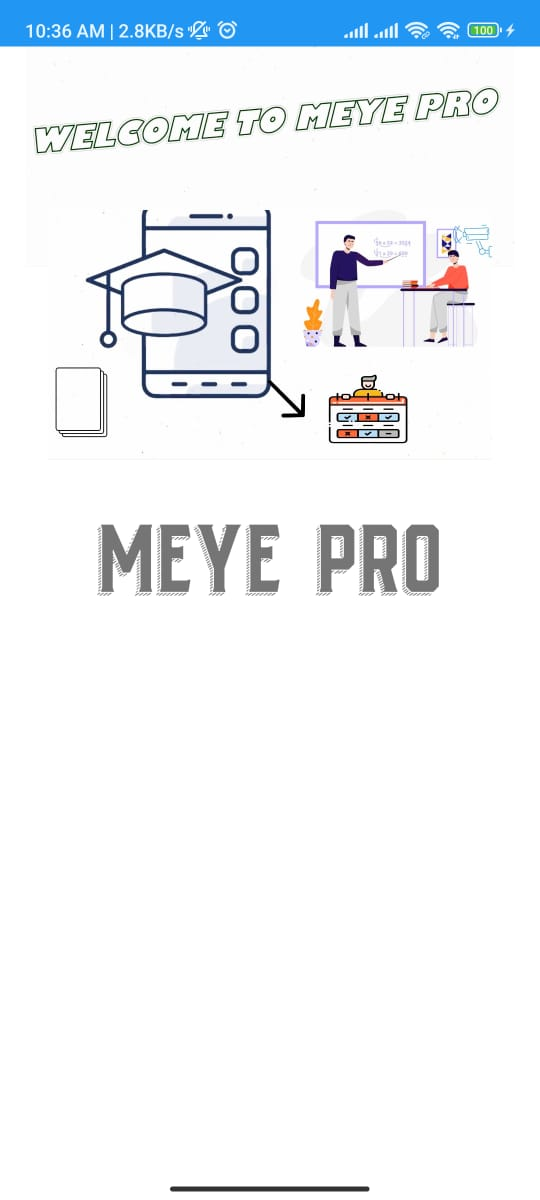 10:36 AM | 2.8KB/s
100
WELCOME TO MEYE PRO
MEYE PRO